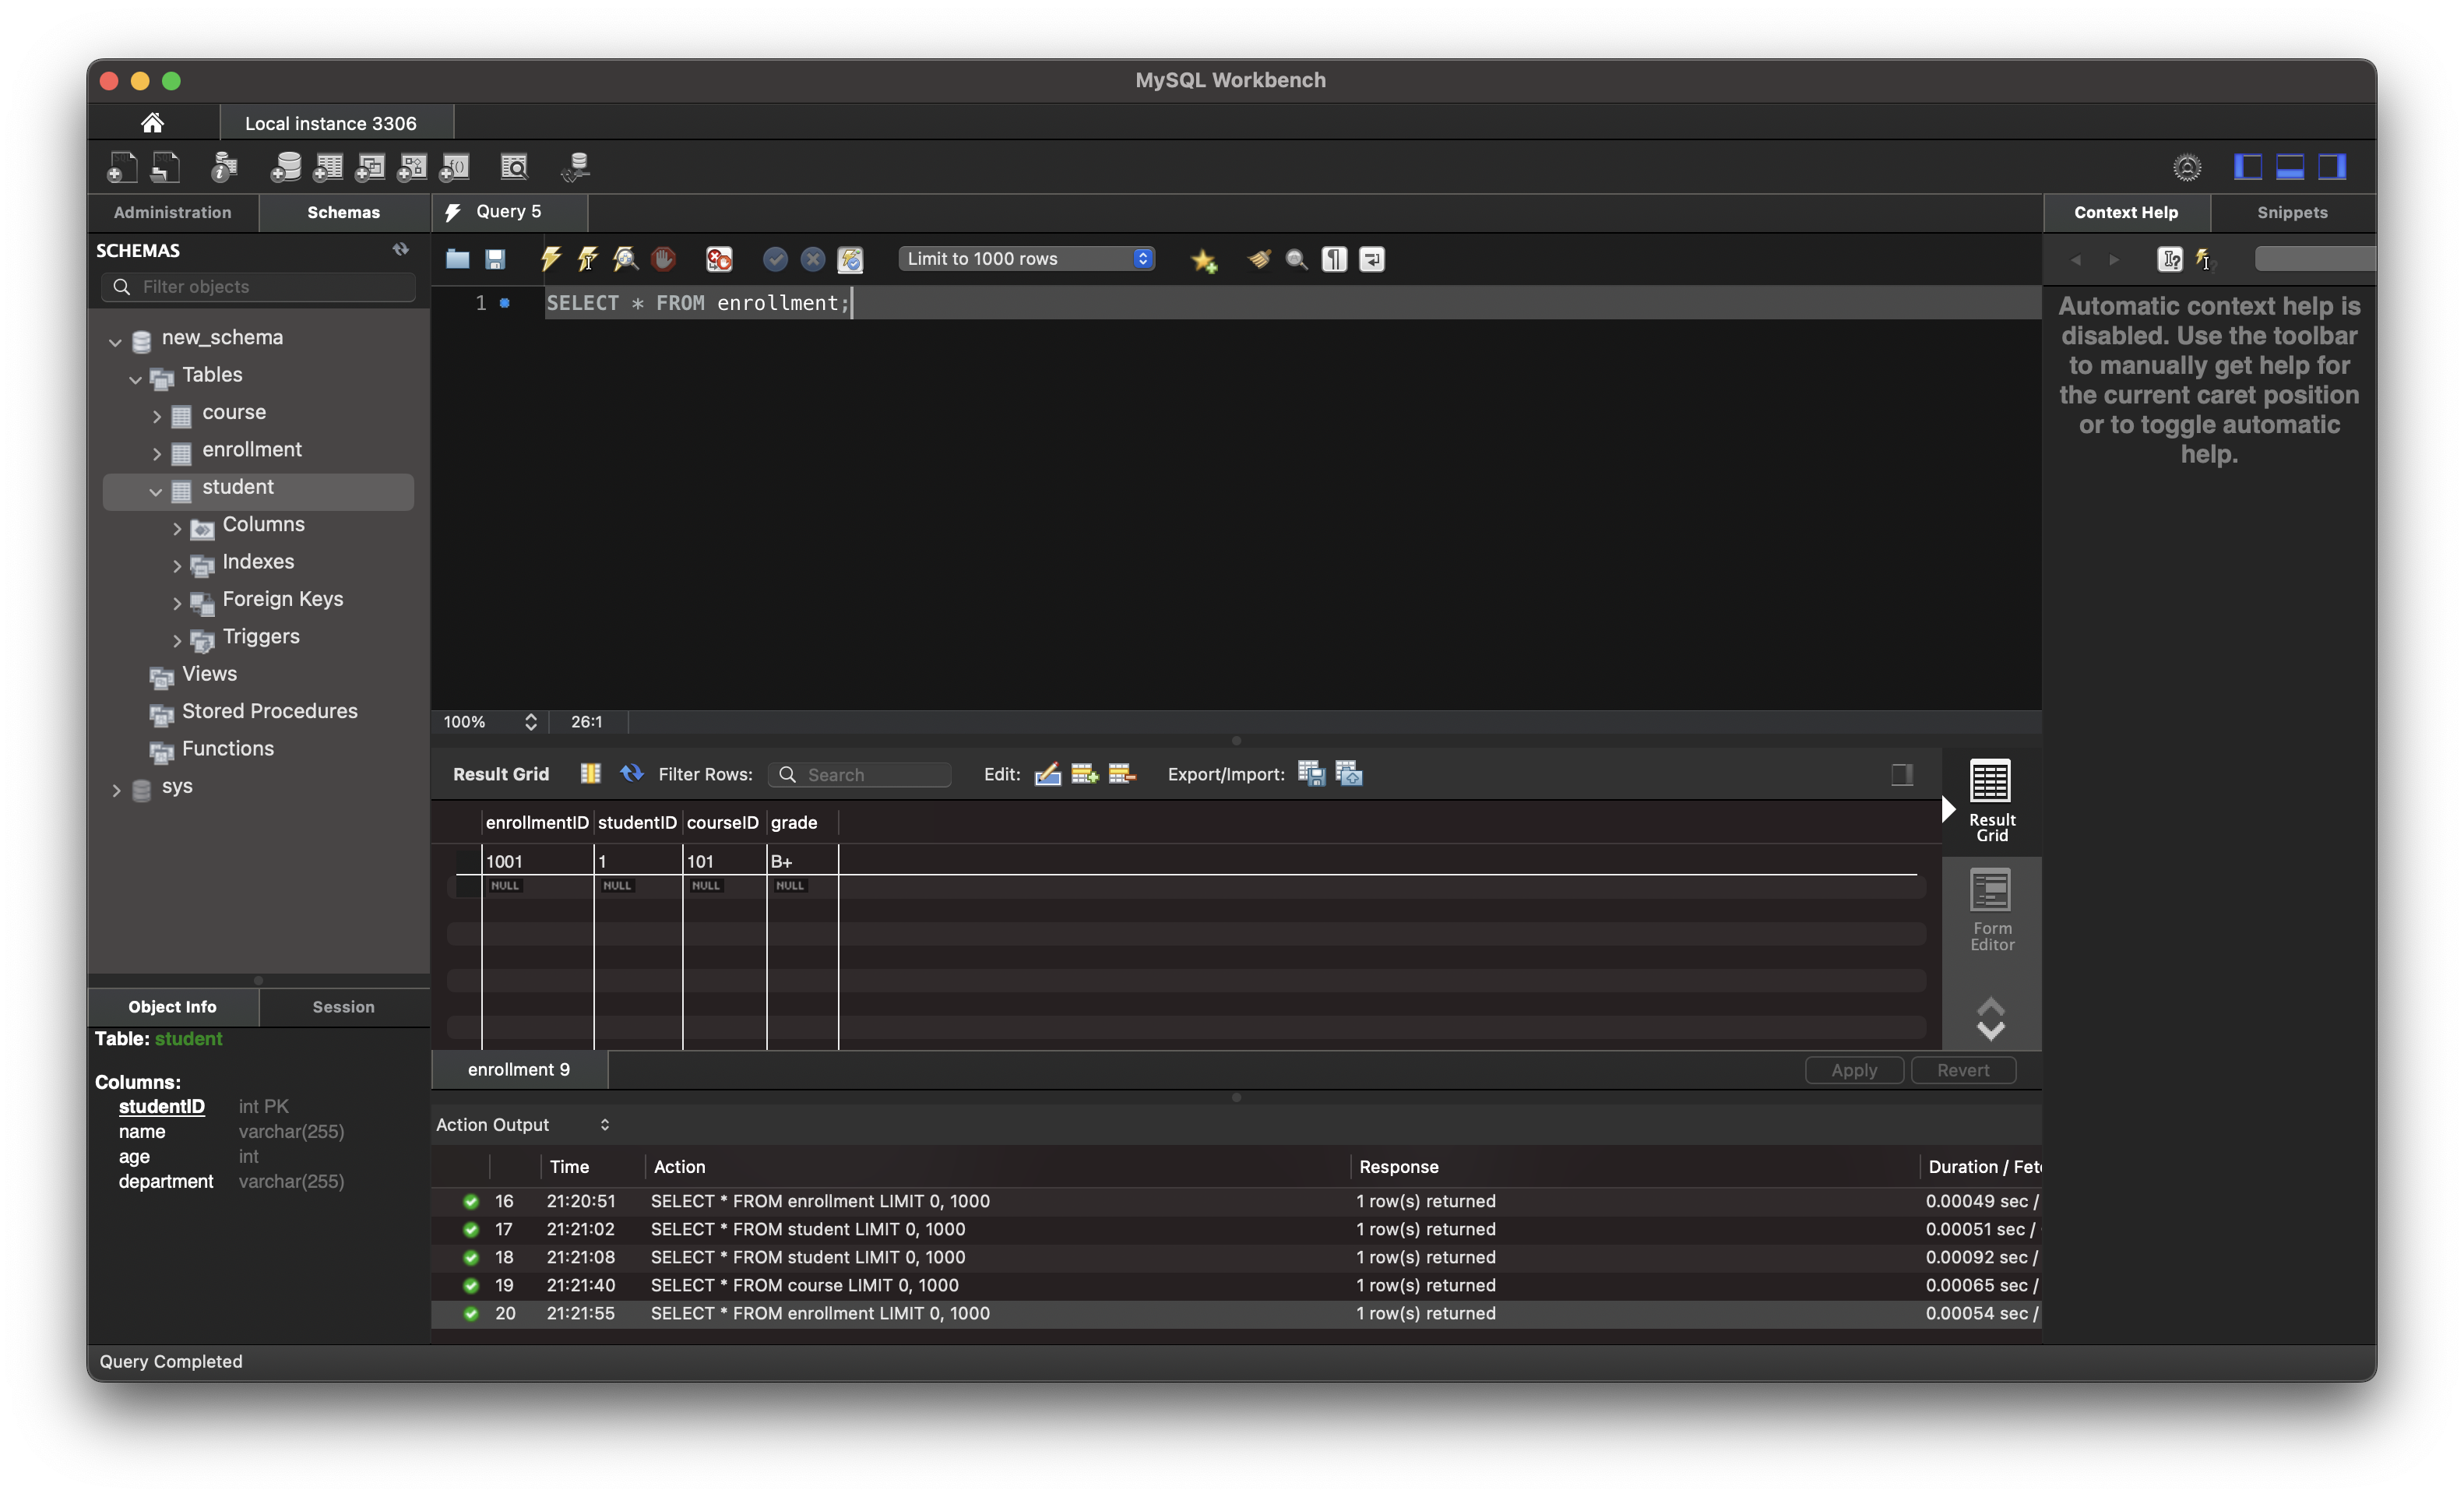 MySQL Workbench
Local instance 3306
Administration
Schemas
Query 5
Context Help
Snippets
SCHEMAS
Filter objects
Limit to 1000 rows
1 SELECT * FROM enrollment;
Automatic context help is
disabled. Use the toolbar
to manually get help for
the current caret position
or to toggle automatic
help.
new_schema
Tables
course
enrollment
student
Columns
Indexes
Foreign Keys
Triggers
Views
Stored Procedures
Functions
sys
100% 26:1
Result Grid Filter Rows: Search Edit: Export/Import:
enrollmentID studentID courseID grade
1001 1 101 B+
NULL NULL NULL NULL
Result
Grid
Form
Editor
enrollment 9
Apply
Revert
Object Info
Session
Table: student
Columns:
studentID int PK
name varchar(255)
age int
department varchar(255)
Action Output
Time Action Response Duration / Fet
16 21:20:51 SELECT * FROM enrollment LIMIT 0, 1000 1 row(s) returned 0.00049 sec /
17 21:21:02 SELECT * FROM student LIMIT 0, 1000 1 row(s) returned 0.00051 sec /
18 21:21:08 SELECT * FROM student LIMIT 0, 1000 1 row(s) returned 0.00092 sec /
19 21:21:40 SELECT * FROM course LIMIT 0, 1000 1 row(s) returned 0.00065 sec /
20 21:21:55 SELECT * FROM enrollment LIMIT 0, 1000 1 row(s) returned 0.00054 sec /
Query Completed